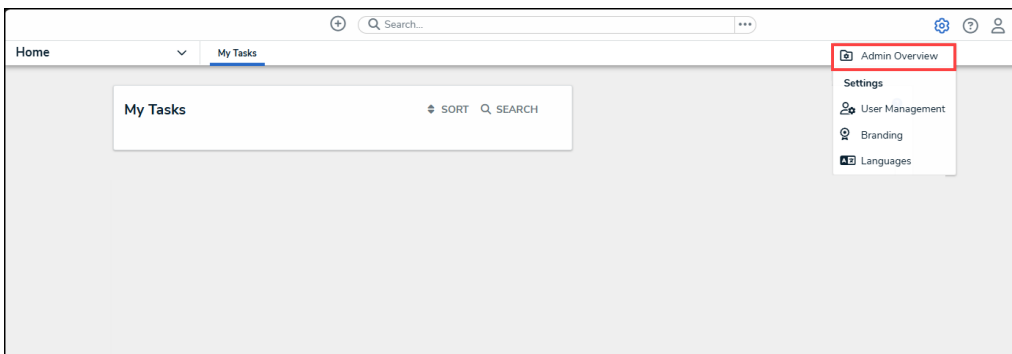 Search...
Home
My Tasks
Admin Overview
Settings
User Management
Branding
Languages
My Tasks
SORT
SEARCH